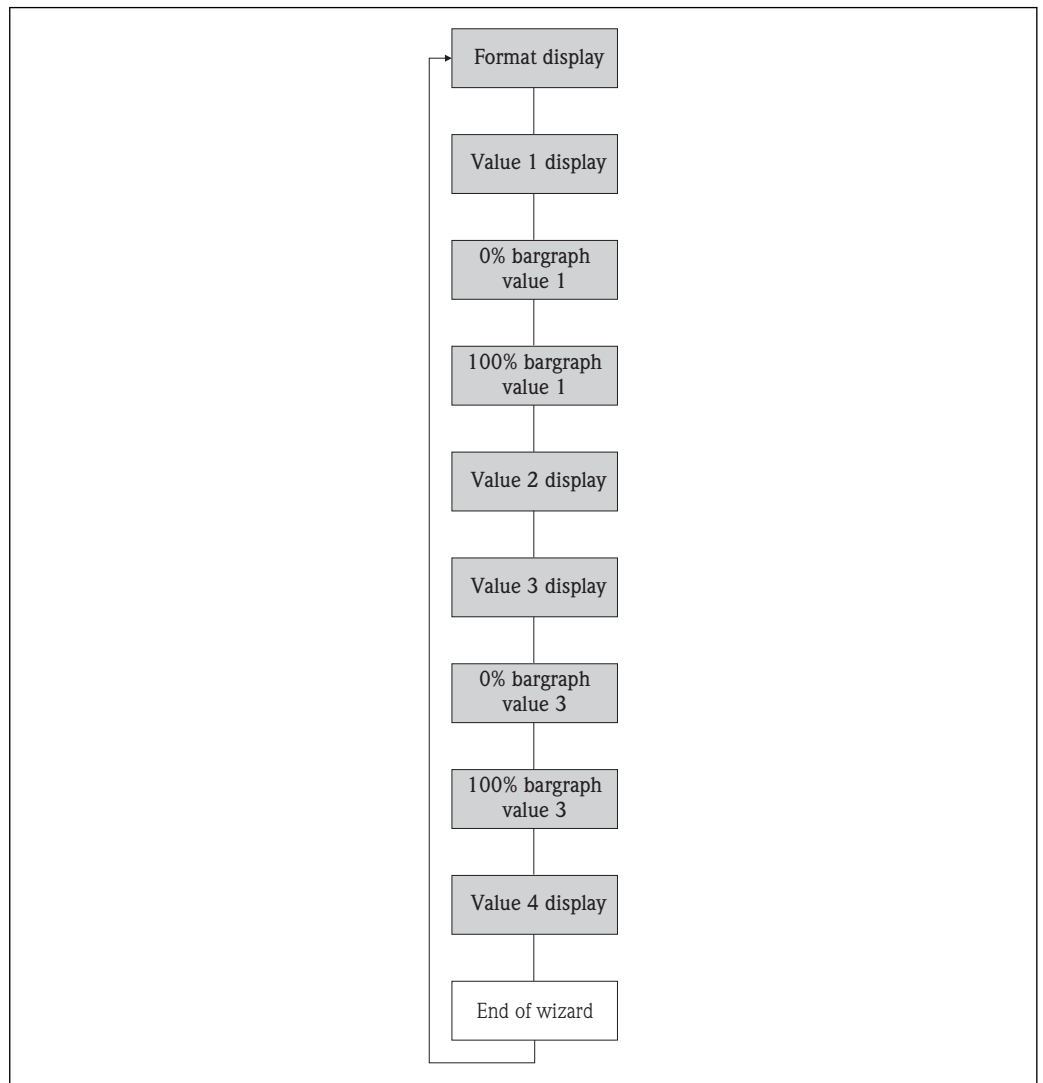 Format display
Value 1 display
0% bargraph
value 1
100% bargraph
value 1
Value 2 display
Value 3 display
0% bargraph
value 3
100% bargraph
value 3
Value 4 display
End of wizard